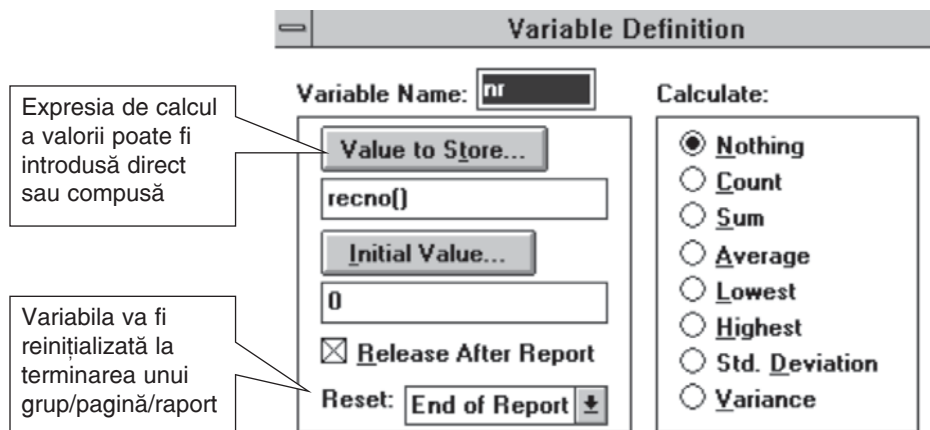 Variable Definition
Expresia de calcul
a valorii poate fi
introdusă direct
sau compusă
Variable Name: nr
Value to Store...
recno()
Initial Value...
0
Release After Report
Reset: End of Report
Variabila va fi
reinițializată la
terminarea unui
grup/pagină/raport
Calculate:
Nothing
Count
Sum
Average
Lowest
Highest
Std. Deviation
Variance